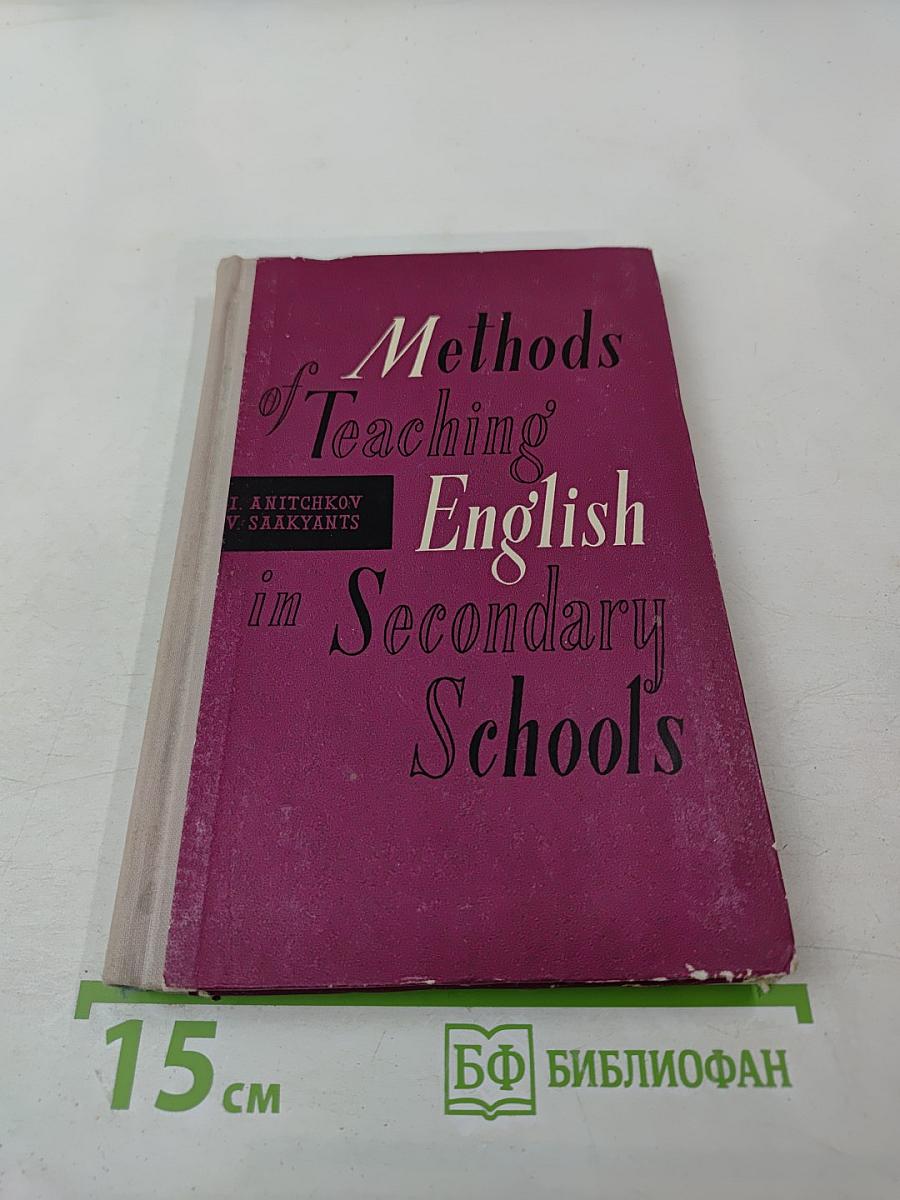 Methods
of Teaching
I. ANITCHKOV
V. SAAKYANTS
English
in Secondary
Schools
15 см
БФ БИБЛИОФАН